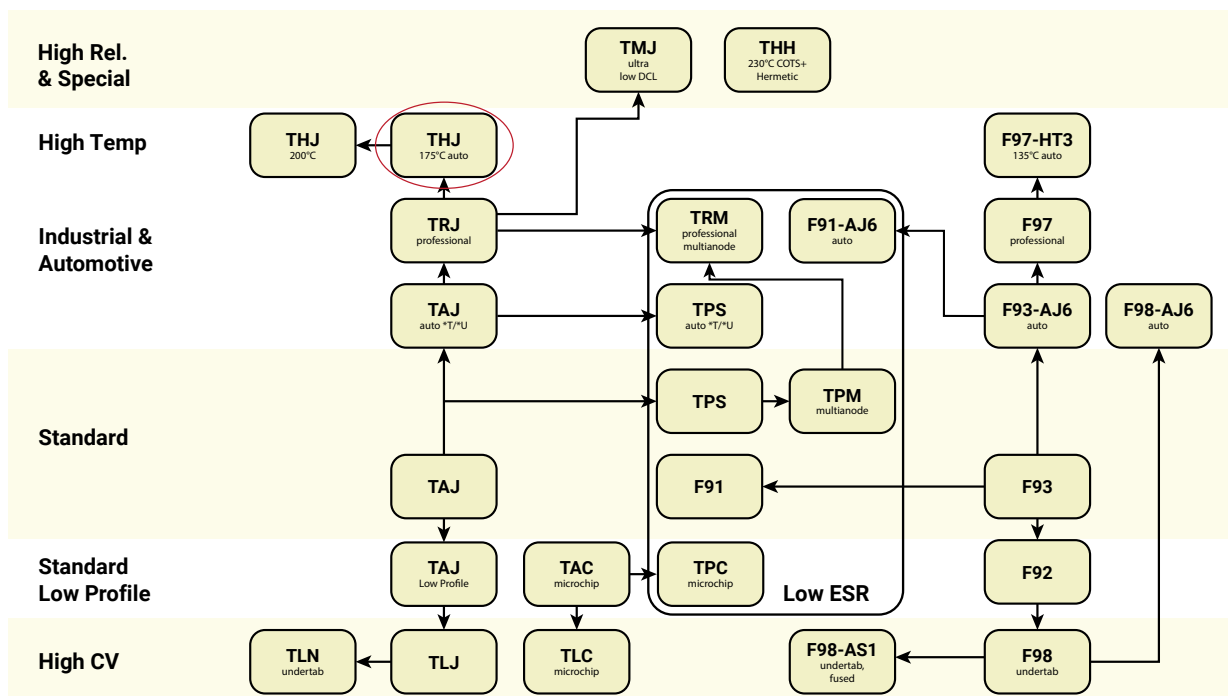 High Rel.
& Special
TMJ
ultra
low DCL
THH
230°C COTS+
Hermetic
High Temp
THJ
200°C
THJ
175°C auto
F97-HT3
135°C auto
Industrial &
Automotive
TRJ
professional
TRM
professional
multianode
F91-AJ6
auto
F97
professional
TAJ
auto *T/*U
TPS
auto *T/*U
F93-AJ6
auto
F98-AJ6
auto
Standard
TPS
TPM
multianode
TAJ
F91
F93
Standard
Low Profile
TAJ
Low Profile
TAC
microchip
TPC
microchip
Low ESR
F92
High CV
TLN
undertab
TLJ
TLC
microchip
F98-AS1
undertab,
fused
F98
undertab